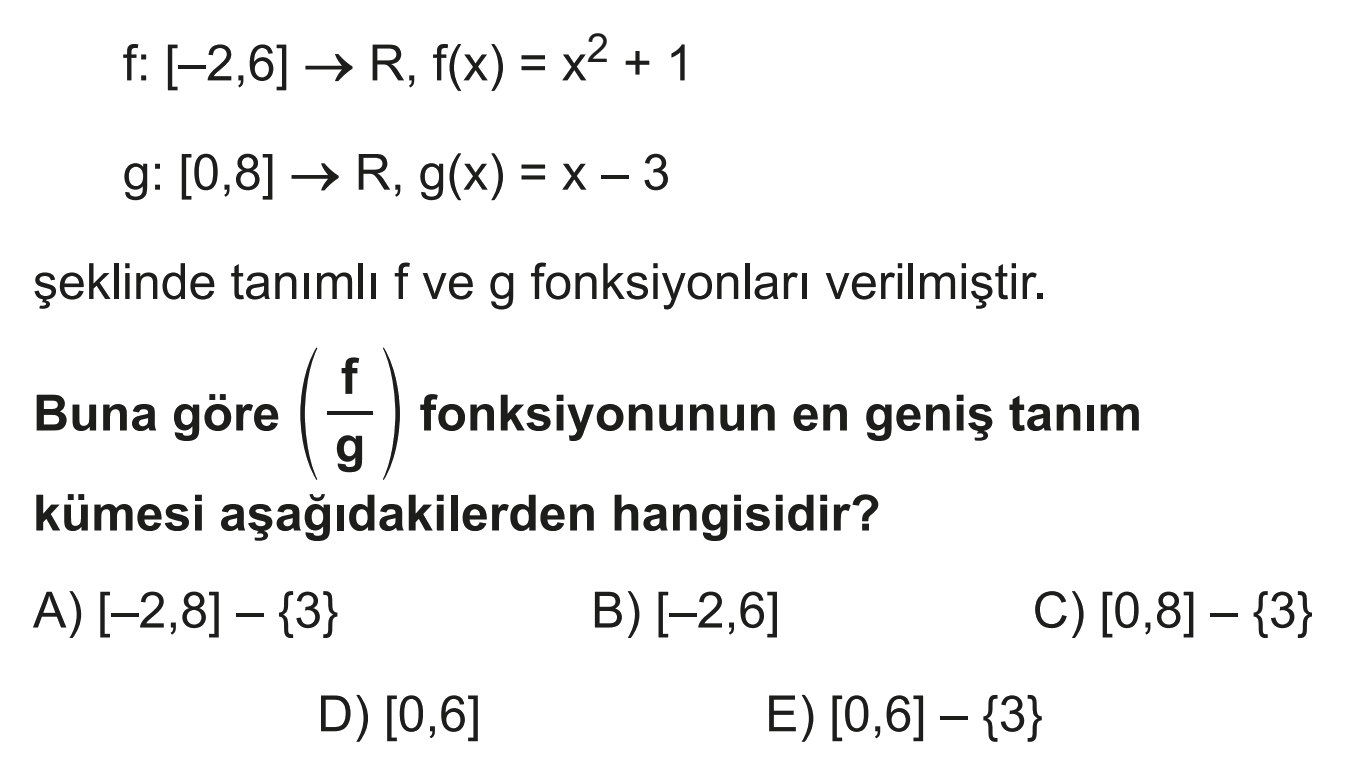 f: [–2,6] → R, f(x) = x² + 1
g: [0,8] → R, g(x) = x – 3
şeklinde tanımlı f ve g fonksiyonları verilmiştir.
Buna göre (f/g) fonksiyonunun en geniş tanım
kümesi aşağıdakilerden hangisidir?
A) [–2,8] – {3} B) [–2,6] C) [0,8] – {3}
D) [0,6] E) [0,6] – {3}